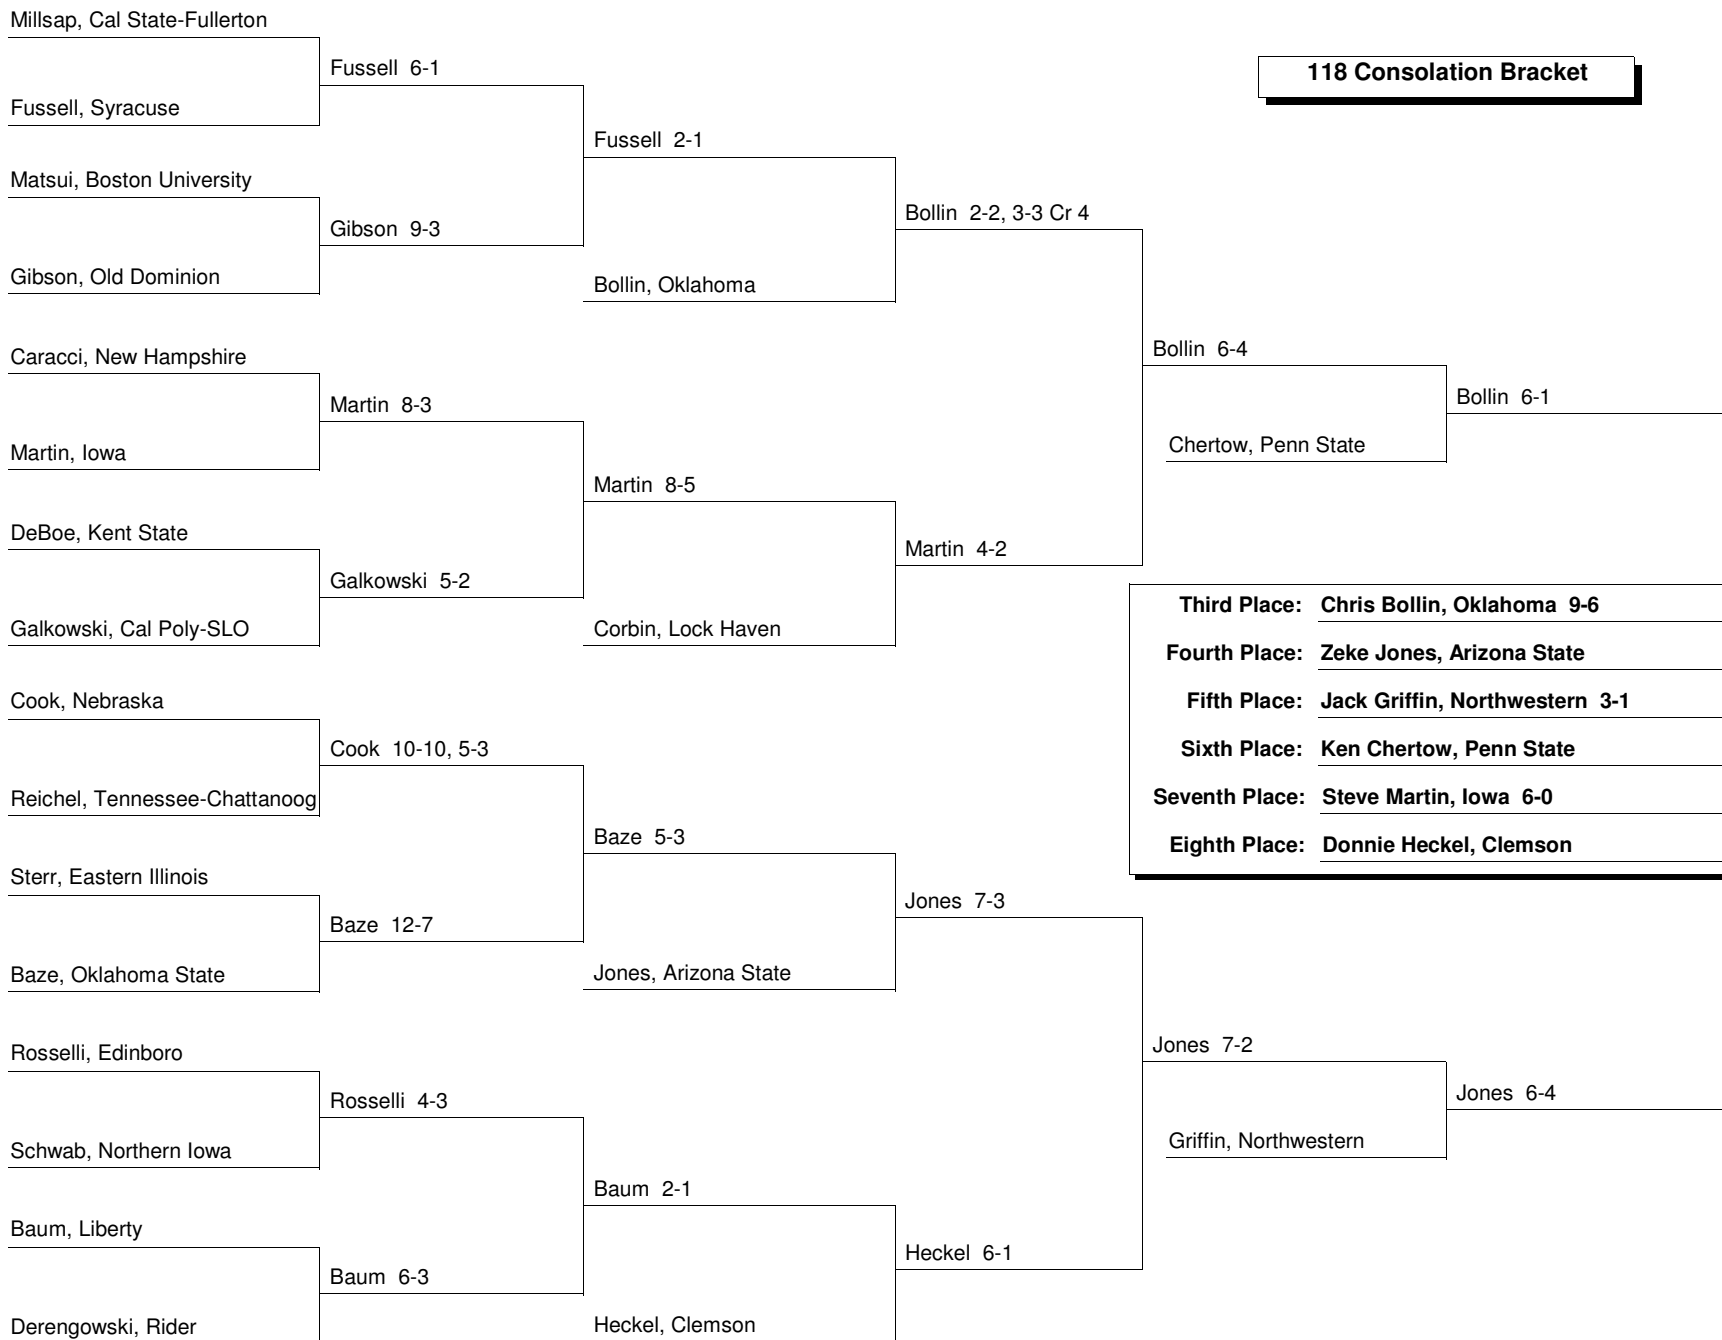 Millsap, Cal State-Fullerton
Fussell 6-1
118 Consolation Bracket
Fussell, Syracuse
Fussell 2-1
Matsui, Boston University
Bollin 2-2, 3-3 Cr 4
Gibson 9-3
Gibson, Old Dominion
Bollin, Oklahoma
Caracci, New Hampshire
Bollin 6-4
Martin 8-3
Bollin 6-1
Martin, Iowa
Chertow, Penn State
Martin 8-5
DeBoe, Kent State
Martin 4-2
Galkowski 5-2
Galkowski, Cal Poly-SLO
Corbin, Lock Haven
Third Place: Chris Bollin, Oklahoma 9-6
Fourth Place: Zeke Jones, Arizona State
Fifth Place: Jack Griffin, Northwestern 3-1
Sixth Place: Ken Chertow, Penn State
Seventh Place: Steve Martin, Iowa 6-0
Eighth Place: Donnie Heckel, Clemson
Cook, Nebraska
Cook 10-10, 5-3
Reichel, Tennessee-Chattanoog
Baze 5-3
Sterr, Eastern Illinois
Jones 7-3
Baze 12-7
Baze, Oklahoma State
Jones, Arizona State
Rosselli, Edinboro
Jones 7-2
Rosselli 4-3
Jones 6-4
Schwab, Northern Iowa
Griffin, Northwestern
Baum 2-1
Baum, Liberty
Heckel 6-1
Baum 6-3
Derengowski, Rider
Heckel, Clemson